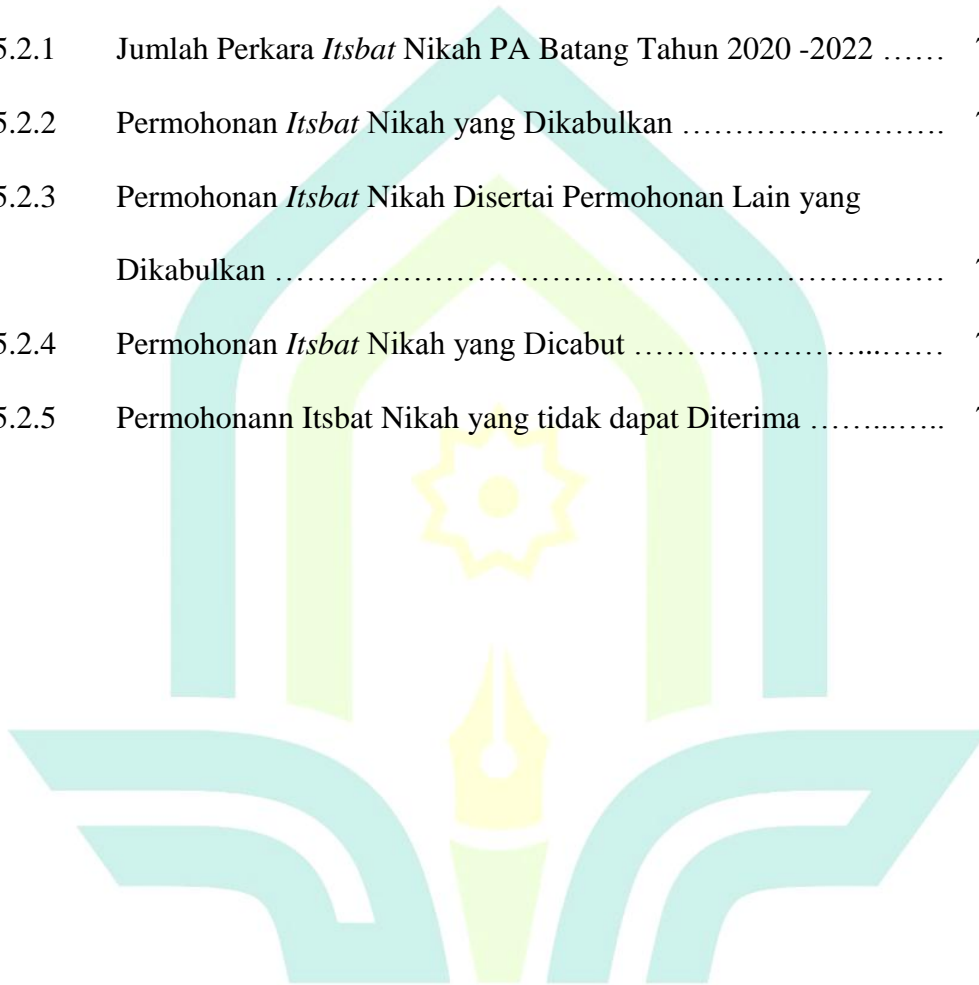 5.2.1 Jumlah Perkara Itsbat Nikah PA Batang Tahun 2020 -2022 ……
5.2.2 Permohonan Itsbat Nikah yang Dikabulkan …………………….
5.2.3 Permohonan Itsbat Nikah Disertai Permohonan Lain yang
Dikabulkan …………………………………………………………
5.2.4 Permohonan Itsbat Nikah yang Dicabut …………………...……
5.2.5 Permohonann Itsbat Nikah yang tidak dapat Diterima ……...…..